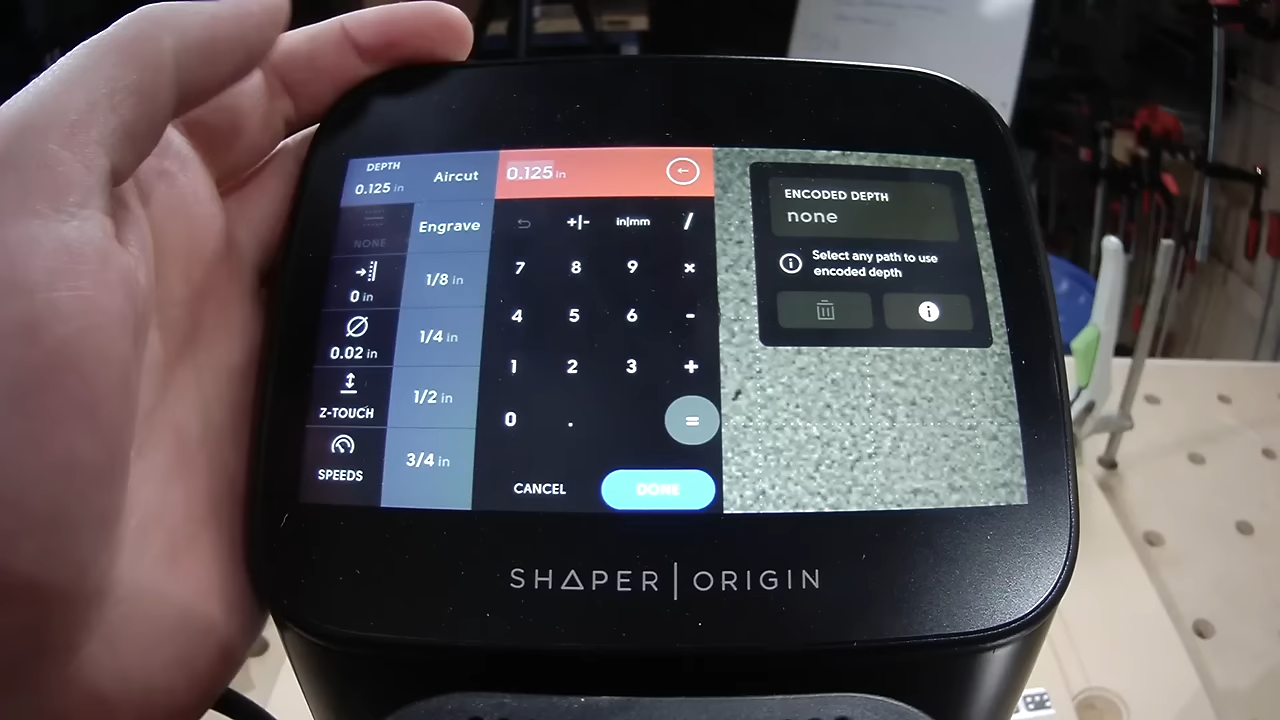 DEPTH
0.125 in
NONE
0 in
0.02 in
Z-TOUCH
SPEEDS
Aircut
Engrave
1/8 in
1/4 in
1/2 in
3/4 in
0.125 in
+|- in|mm /
7 8 9 ×
4 5 6 -
1 2 3 +
0 . =
CANCEL DONE
ENCODED DEPTH
none
Select any path to use
encoded depth
SHAPER | ORIGIN